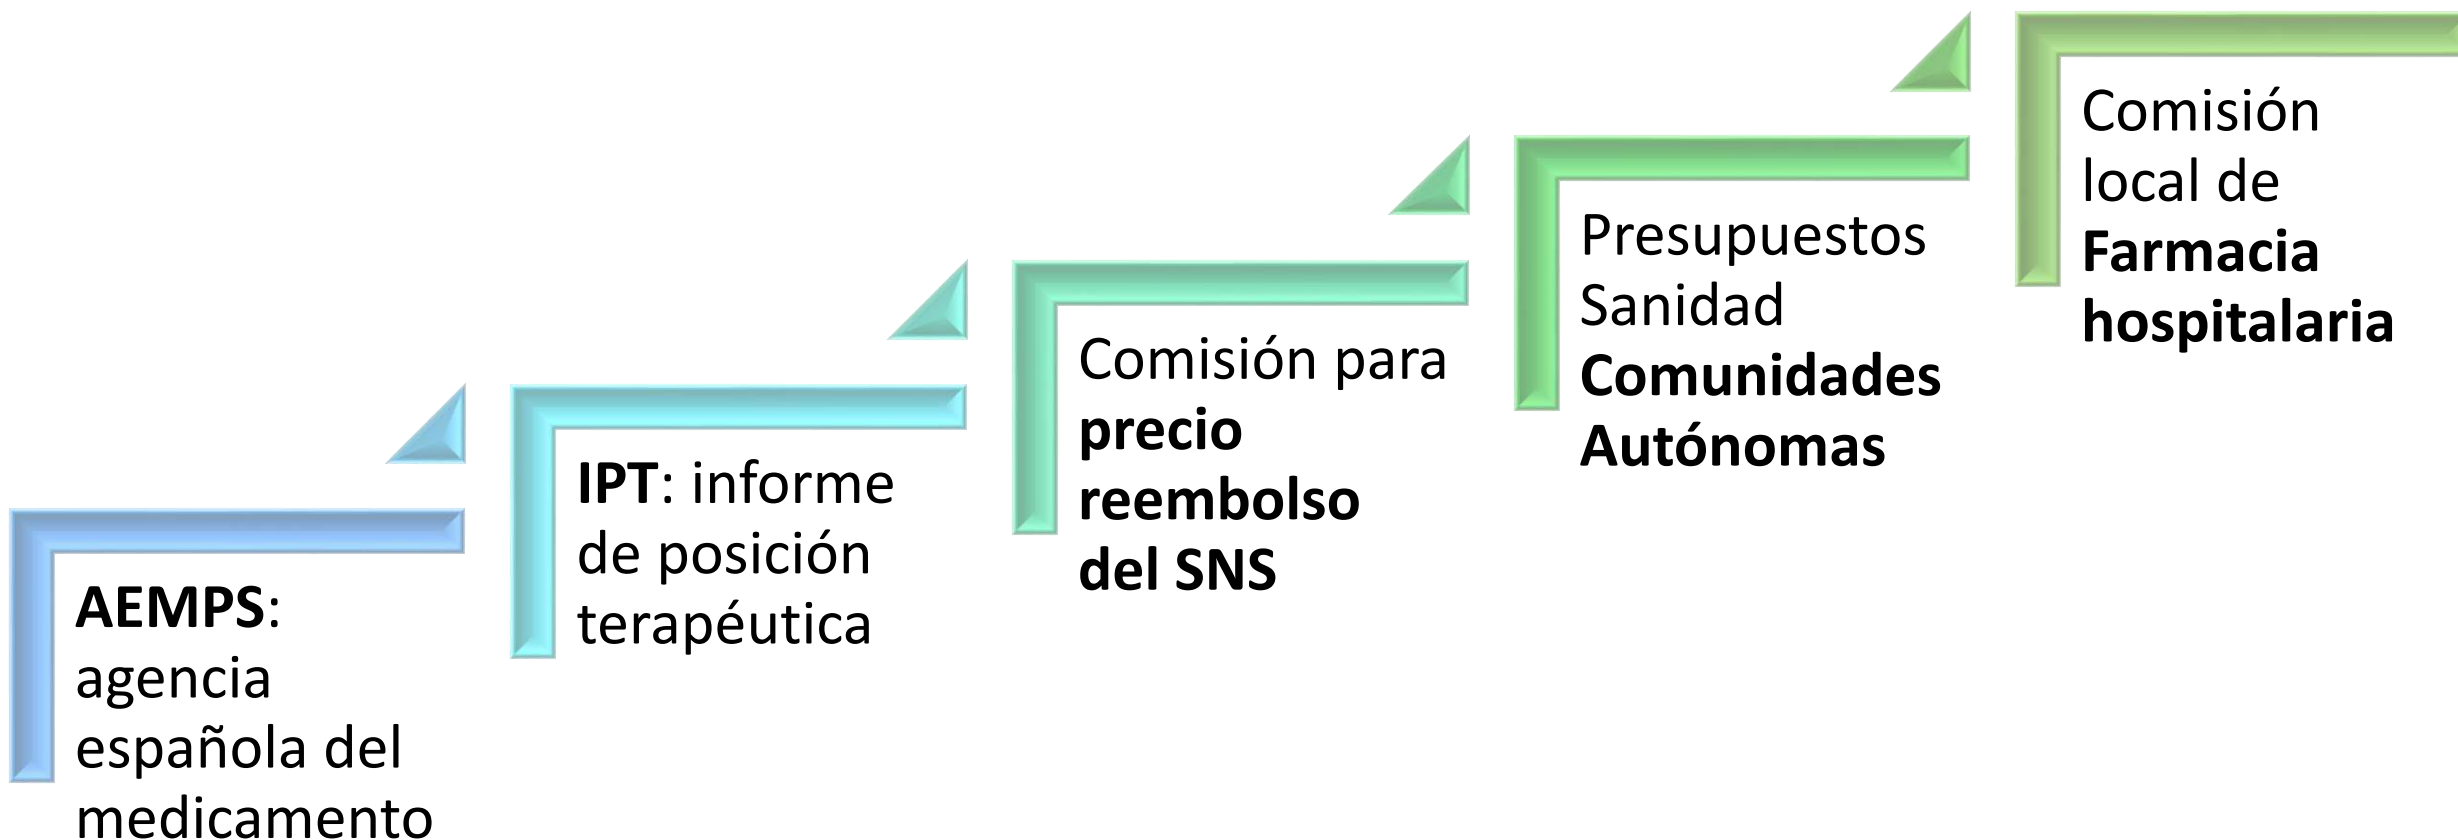 AEMPS:
agencia
española del
medicamento
IPT: informe
de posición
terapéutica
Comisión para
precio
reembolso
del SNS
Presupuestos
Sanidad
Comunidades
Autónomas
Comisión
local de
Farmacia
hospitalaria